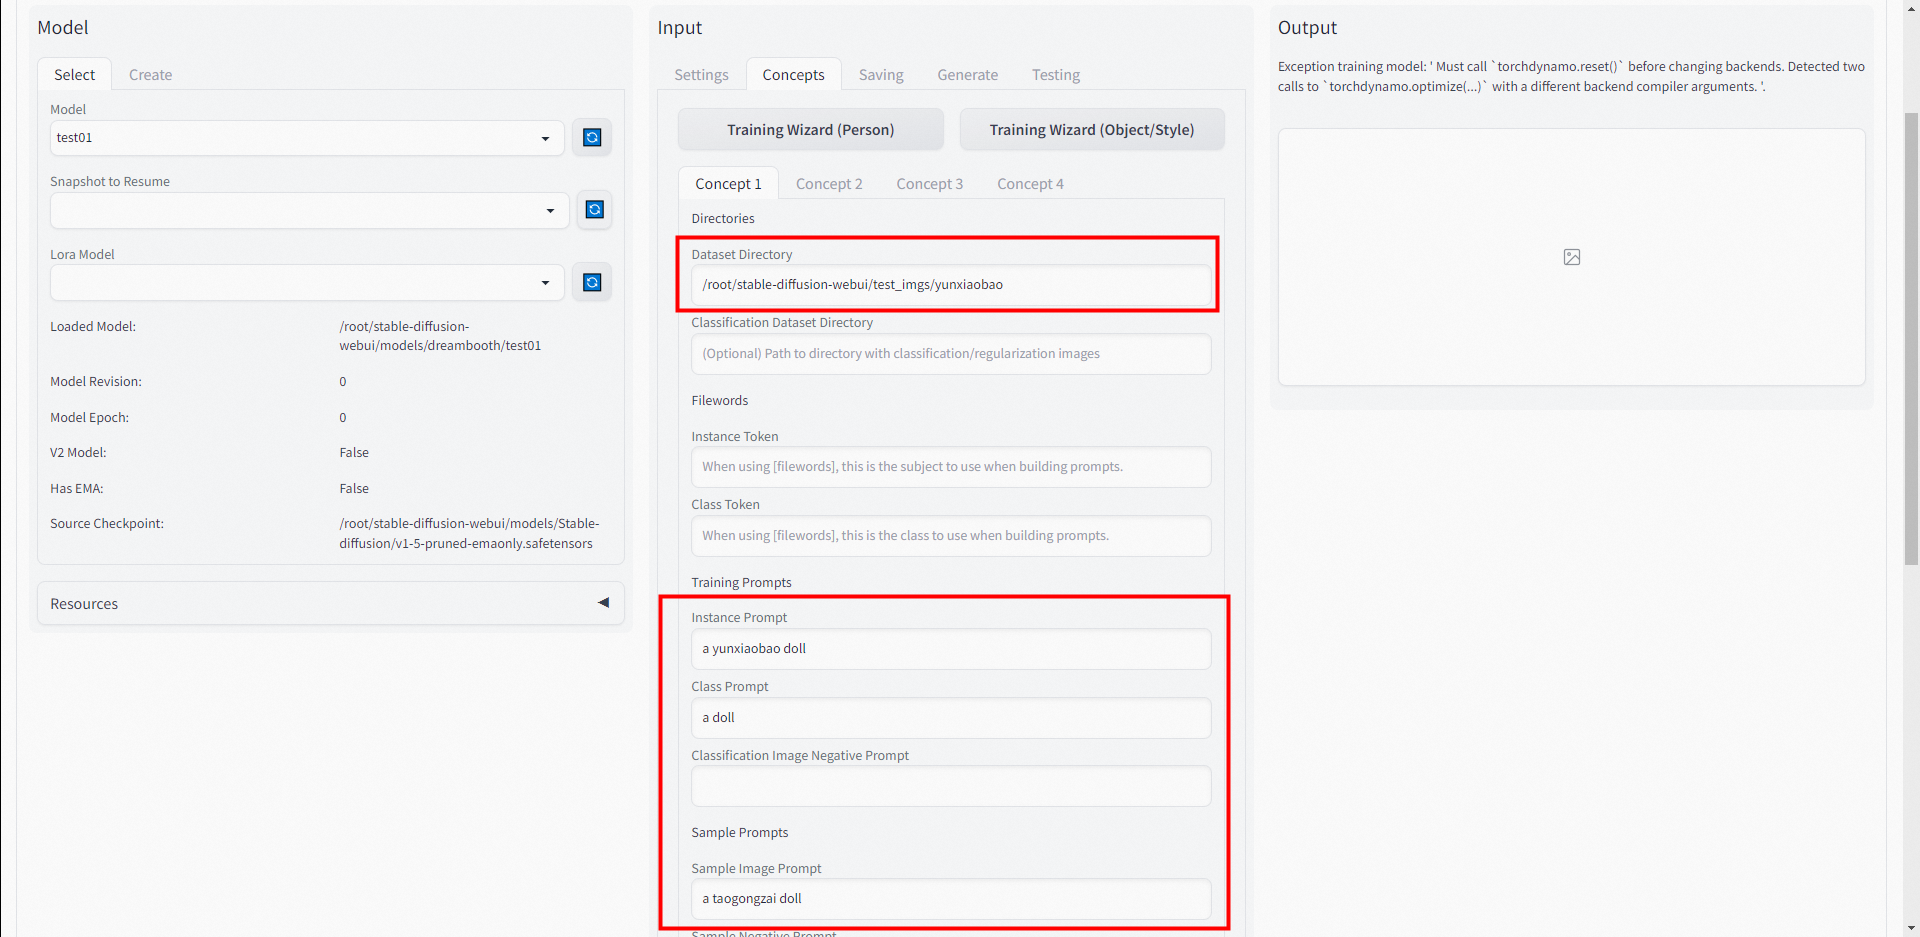 Model
Select
Create
Model
test01
Snapshot to Resume
Lora Model
Loaded Model:
/root/stable-diffusion-
webui/models/dreambooth/test01
Model Revision:
0
Model Epoch:
0
V2 Model:
False
Has EMA:
False
Source Checkpoint:
/root/stable-diffusion-webui/models/Stable-
diffusion/v1-5-pruned-emaonly.safetensors
Resources
Input
Settings
Concepts
Saving
Generate
Testing
Training Wizard (Person)
Training Wizard (Object/Style)
Concept 1
Concept 2
Concept 3
Concept 4
Directories
Dataset Directory
/root/stable-diffusion-webui/test_imgs/yunxiaobao
Classification Dataset Directory
(Optional) Path to directory with classification/regularization images
Filewords
Instance Token
When using [filewords], this is the subject to use when building prompts.
Class Token
When using [filewords], this is the class to use when building prompts.
Training Prompts
Instance Prompt
a yunxiaobao doll
Class Prompt
a doll
Classification Image Negative Prompt
Sample Prompts
Sample Image Prompt
a taogongzai doll
Sample Negative Prompt
Output
Exception training model: ' Must call `torchdynamo.reset()` before changing backends. Detected two
calls to `torchdynamo.optimize(...)` with a different backend compiler arguments. '.